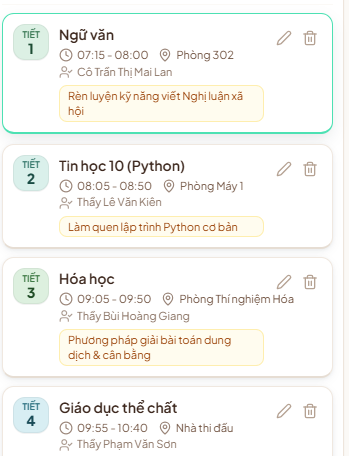 TIẾT
1
Ngữ văn
07:15 - 08:00 Phòng 302
Cô Trần Thị Mai Lan
Rèn luyện kỹ năng viết Nghị luận xã
hội
TIẾT
2
Tin học 10 (Python)
08:05 - 08:50 Phòng Máy 1
Thầy Lê Văn Kiên
Làm quen lập trình Python cơ bản
TIẾT
3
Hóa học
09:05 - 09:50 Phòng Thí nghiệm Hóa
Thầy Bùi Hoàng Giang
Phương pháp giải bài toán dung
dịch & cân bằng
TIẾT
4
Giáo dục thể chất
09:55 - 10:40 Nhà thi đấu
Thầy Phạm Văn Sơn